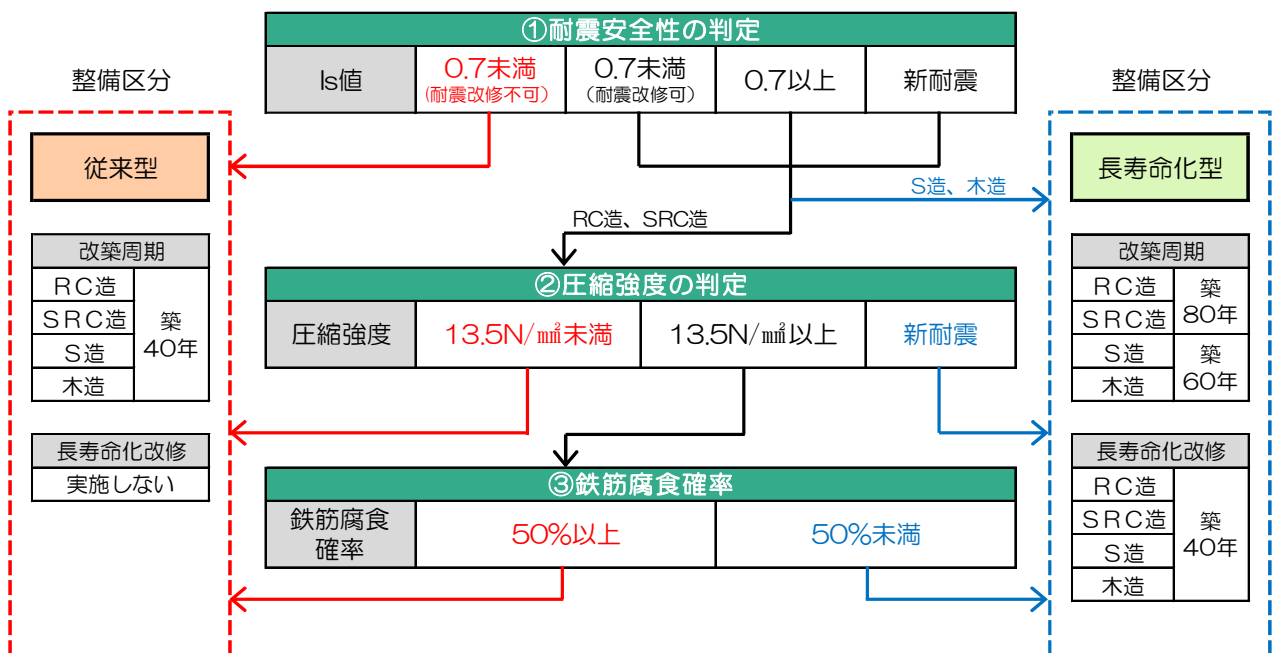 ①耐震安全性の判定
整備区分
Is値
0.7未満
(耐震改修不可)
0.7未満
(耐震改修可)
0.7以上
新耐震
整備区分
従来型
長寿命化型
S造、木造
RC造、SRC造
改築周期
RC造
SRC造
S造
木造
築
40年
②圧縮強度の判定
圧縮強度
13.5N/㎟未満
13.5N/㎟以上
新耐震
改築周期
RC造
SRC造
築
80年
S造
木造
築
60年
長寿命化改修
実施しない
③鉄筋腐食確率
鉄筋腐食
確率
50%以上
50%未満
長寿命化改修
RC造
SRC造
S造
木造
築
40年